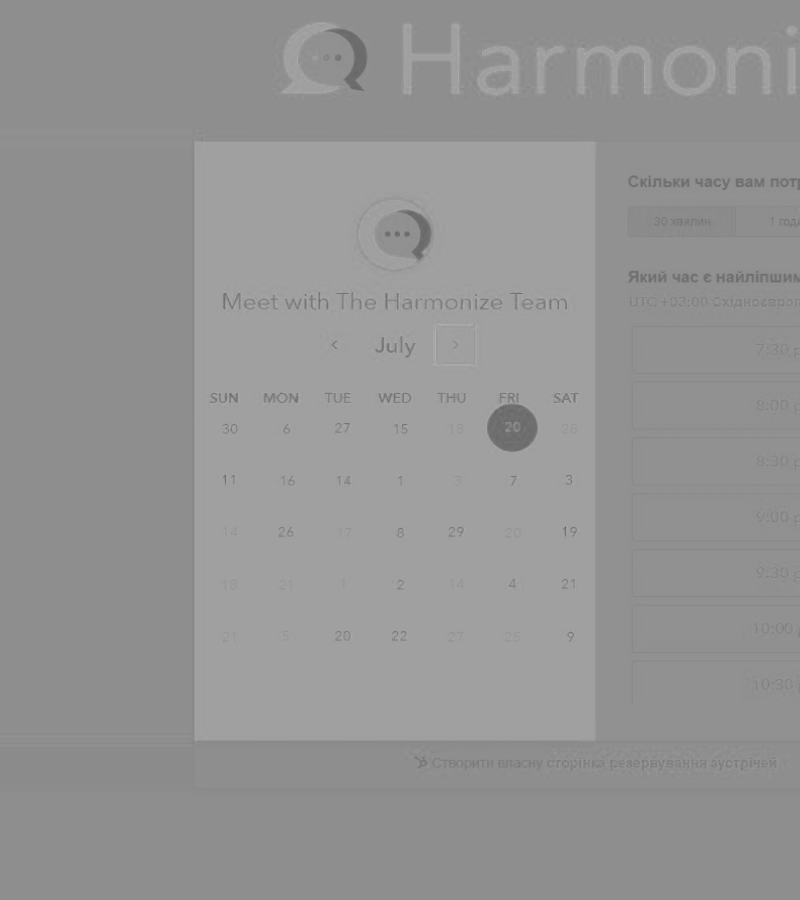 Harmoni
Meet with The Harmonize Team
‹ July ›
SUN MON TUE WED THU FRI SAT
30 6 27 15 18 20 26
11 16 14 1 3 7 3
14 26 17 8 29 20 19
18 21 1 2 14 4 21
21 5 20 22 27 25 9
Скільки часу вам потр
30 хвилин 1 год
Який час є найліпшим
UTC +03:00 Східноєвроп
7:30 p
8:00 p
8:30 p
9:00 p
9:30 p
10:00 p
10:30 p
Створити власну сторінка резервування зустрічей